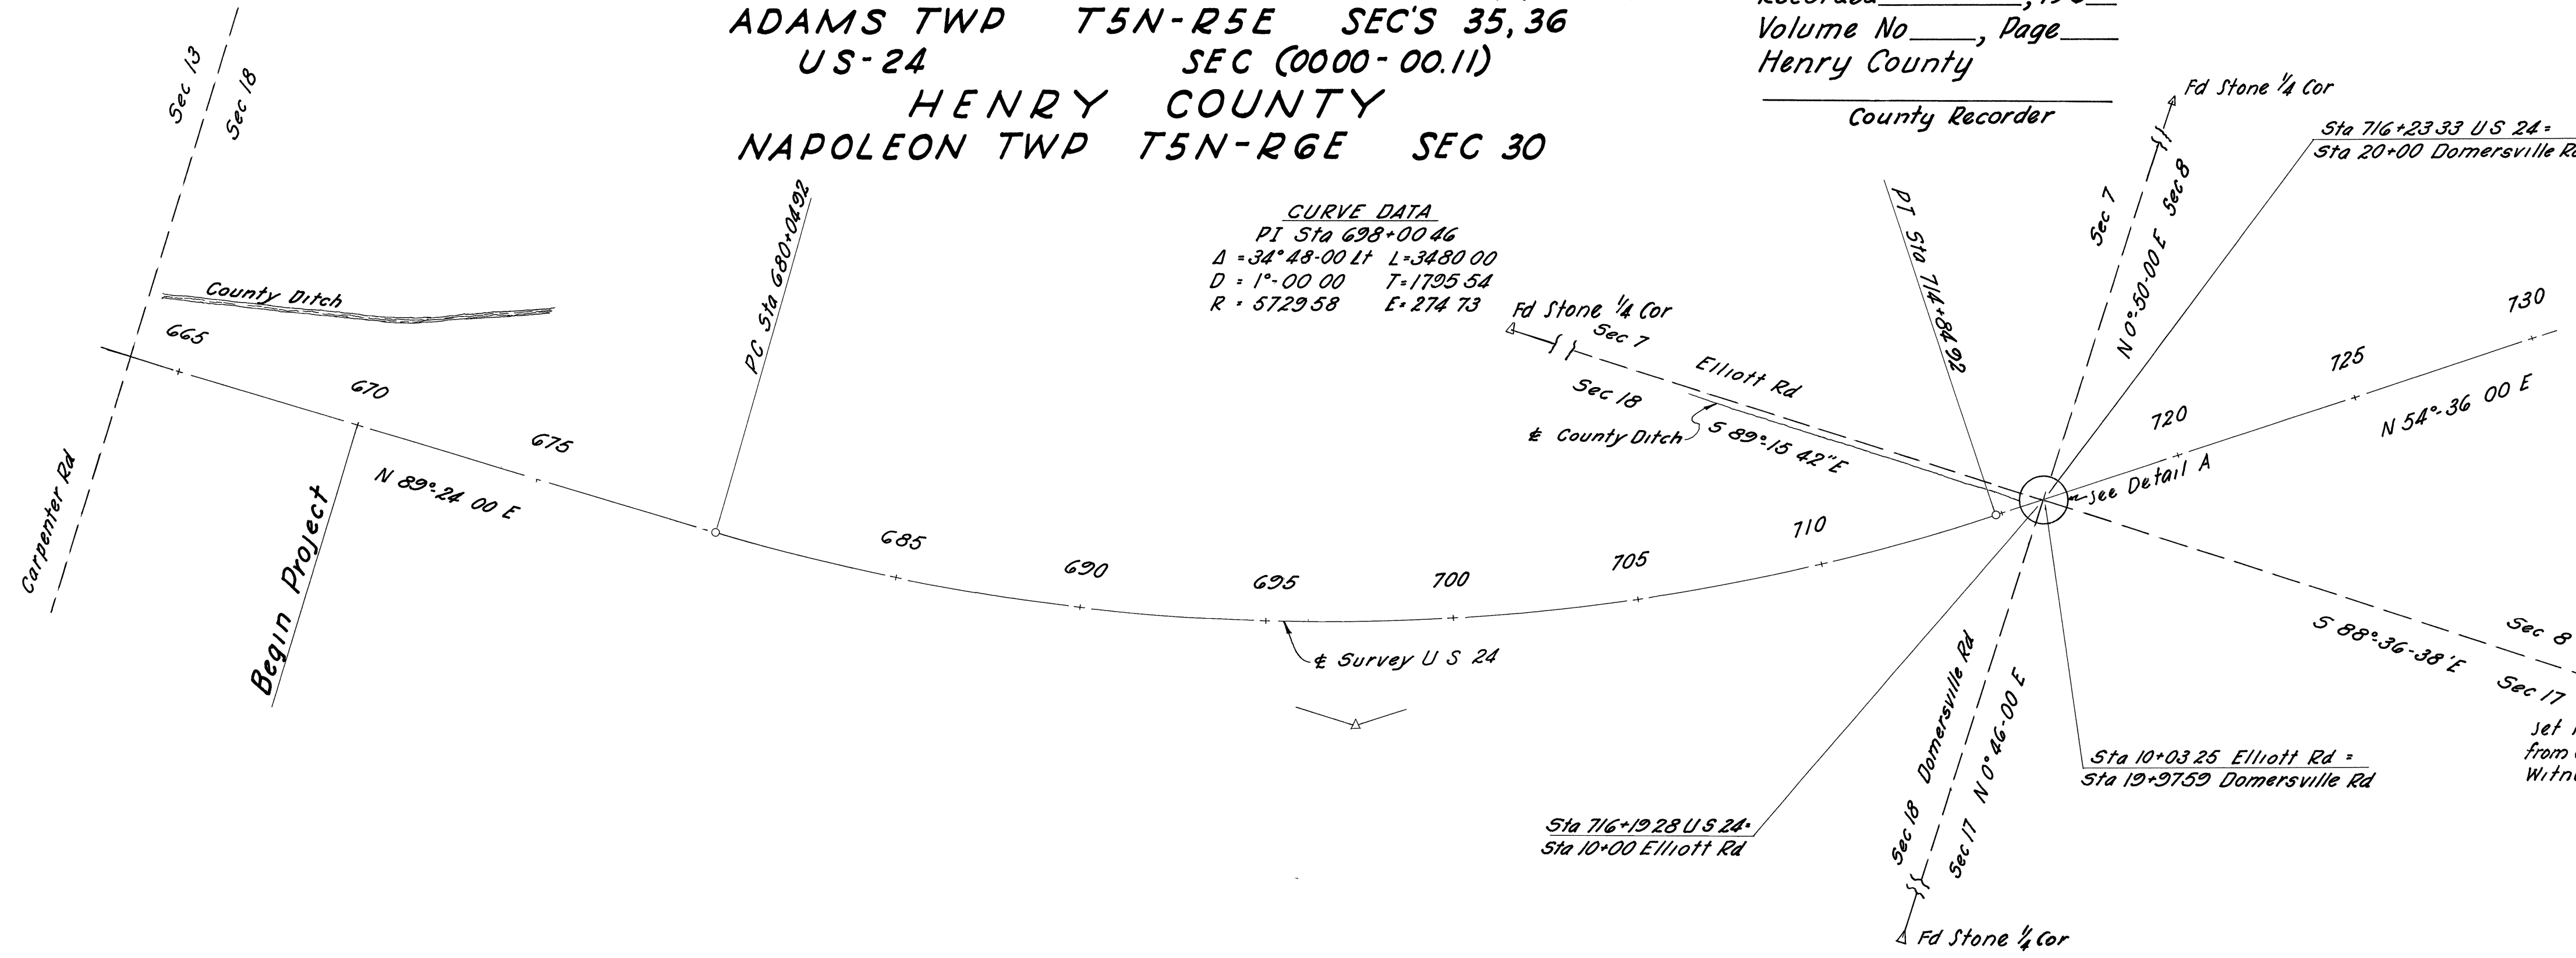 ADAMS TWP T5N-R5E SEC'S 35,36
US-24 SEC (0000-00.11)
HENRY COUNTY
NAPOLEON TWP T5N-R6E SEC 30
Volume No____, Page____
Henry County
County Recorder
Sec 13
Sec 18
County Ditch
665
670
675
Carpenter Rd
Begin Project
N 89°-24 00 E
PC Sta 680+04 92
CURVE DATA
PI Sta 698+00 46
Δ = 34° 48-00 Lt L=3480 00
D = 1°-00 00 T=1795 54
R = 5729 58 E= 274 73
Fd Stone 1/4 Cor
Sec 7
Sec 18
Elliott Rd
℄ County Ditch
S 89°-15 42"E
PT Sta 714+84 92
Fd Stone 1/4 Cor
Sec 7
Sec 8
N 0°-50-00 E
Sta 716+23 33 US 24=
Sta 20+00 Domersville Rd
685
690
695
700
705
710
720
725
730
N 54°-36 00 E
See Detail A
℄ Survey U S 24
S 88°-36-38'E
Sec 8
Sec 17
Set
from
Witn
Sta 10+03 25 Elliott Rd =
Sta 19+97 59 Domersville Rd
Sta 716+19 28 U S 24=
Sta 10+00 Elliott Rd
Sec 18 Domersville Rd
Sec 17 N 0° 46-00 E
Fd Stone 1/4 Cor